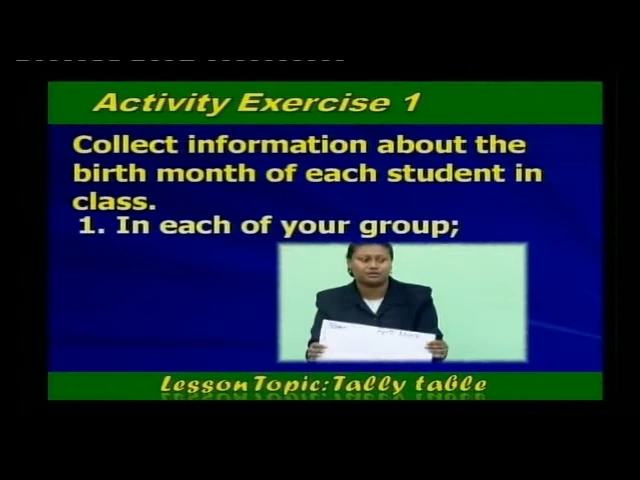 Activity Exercise 1
Collect information about the
birth month of each student in
class.
1. In each of your group;
Lesson Topic: Tally table